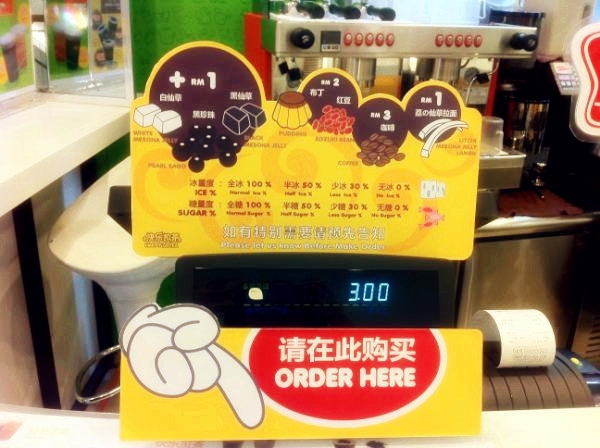 + RM 1
白仙草
黑仙草
黑珍珠
WHITE
MESONA JELLY
BLACK
MESONA JELLY
PEARL SAGO
RM 2
布丁
红豆
PUDDING
ADZUKI BEANS
RM 3
咖啡
COFFEE
RM 1
荔の仙草拉面
MESONA JELLY
LAMEN
冰量度 : 全冰 100 % 半冰 50 % 少冰 30 % 无冰 0 %
ICE % Normal Ice % Half Ice % Less Ice % No Ice %
糖量度 : 全糖 100 % 半糖 50 % 少糖 30 % 无糖 0 %
SUGAR % Normal Sugar % Half Sugar % Less Sugar % No Sugar %
如有特别需要请预先告知
Please let us know Before Make Order
3.00
请在此购买
ORDER HERE